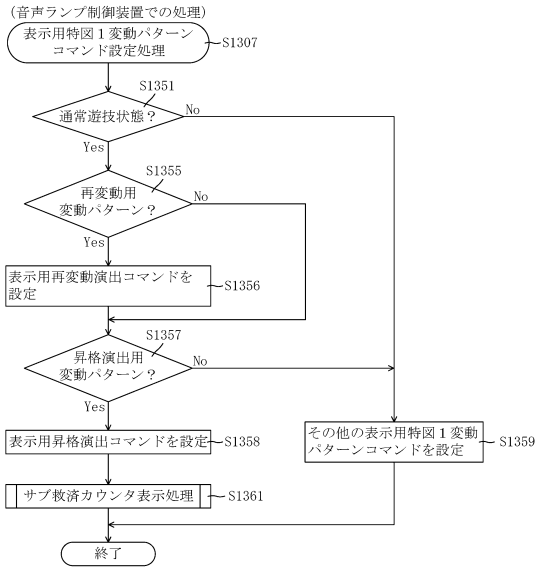 (音声ランプ制御装置での処理)
表示用特図1変動パターン
コマンド設定処理
S1307
S1351
通常遊技状態?
No
Yes
S1355
再変動用
変動パターン?
No
Yes
表示用再変動演出コマンドを
設定
S1356
S1357
昇格演出用
変動パターン?
No
Yes
表示用昇格演出コマンドを設定
S1358
その他の表示用特図1変動
パターンコマンドを設定
S1359
サブ救済カウンタ表示処理
S1361
終了